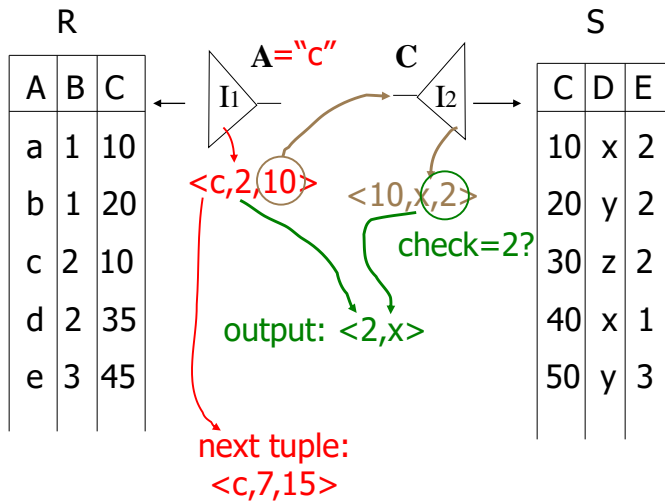 R
A B C
a 1 10
b 1 20
c 2 10
d 2 35
e 3 45
A="c"
I1
C
I2
<c,2,10>
<10,x,2>
check=2?
output: <2,x>
next tuple:
<c,7,15>
S
C D E
10 x 2
20 y 2
30 z 2
40 x 1
50 y 3